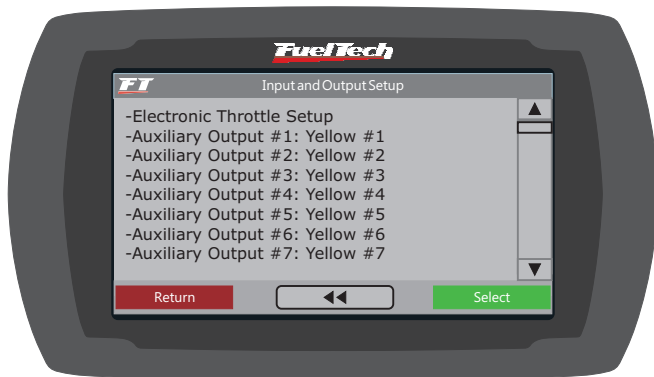 FuelTech
FT Input and Output Setup
-Electronic Throttle Setup
-Auxiliary Output #1: Yellow #1
-Auxiliary Output #2: Yellow #2
-Auxiliary Output #3: Yellow #3
-Auxiliary Output #4: Yellow #4
-Auxiliary Output #5: Yellow #5
-Auxiliary Output #6: Yellow #6
-Auxiliary Output #7: Yellow #7
Return Select